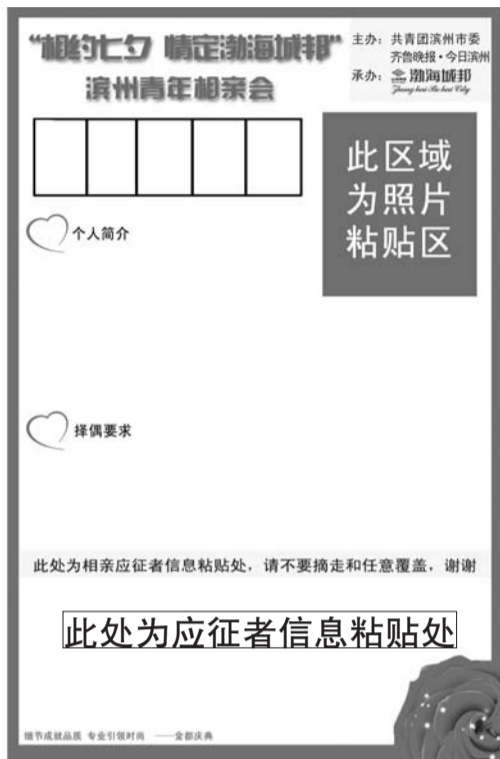 “相约七夕 情定渤海城邦”
滨州青年相亲会
主办：共青团滨州市委
齐鲁晚报·今日滨州
承办：渤海城邦
此区域
为照片
粘贴区
个人简介
择偶要求
此处为相亲应征者信息粘贴处，请不要摘走和任意覆盖，谢谢
此处为应征者信息粘贴处
细节成就品质 专业引领时尚 ——金都庆典